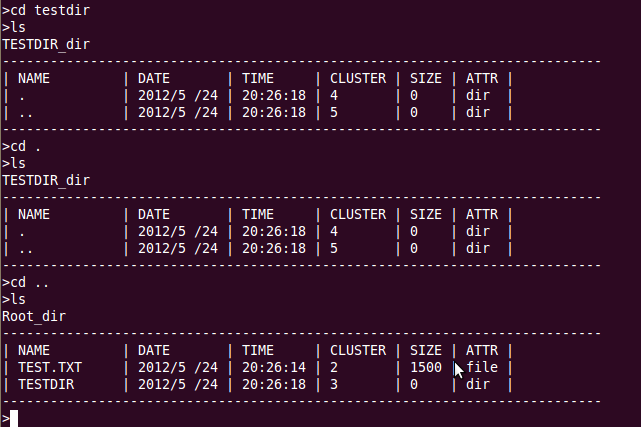 >cd testdir
>ls
TESTDIR_dir
---------------------------------------------------------------------------
| NAME         | DATE       | TIME     | CLUSTER | SIZE | ATTR |
| .            | 2012/5 /24 | 20:26:18 | 4       | 0    | dir  |
| ..           | 2012/5 /24 | 20:26:18 | 5       | 0    | dir  |
---------------------------------------------------------------------------
>cd .
>ls
TESTDIR_dir
---------------------------------------------------------------------------
| NAME         | DATE       | TIME     | CLUSTER | SIZE | ATTR |
| .            | 2012/5 /24 | 20:26:18 | 4       | 0    | dir  |
| ..           | 2012/5 /24 | 20:26:18 | 5       | 0    | dir  |
---------------------------------------------------------------------------
>cd ..
>ls
Root_dir
---------------------------------------------------------------------------
| NAME         | DATE       | TIME     | CLUSTER | SIZE | ATTR |
| TEST.TXT     | 2012/5 /24 | 20:26:14 | 2       | 1500 | file |
| TESTDIR      | 2012/5 /24 | 20:26:18 | 3       | 0    | dir  |
---------------------------------------------------------------------------
>